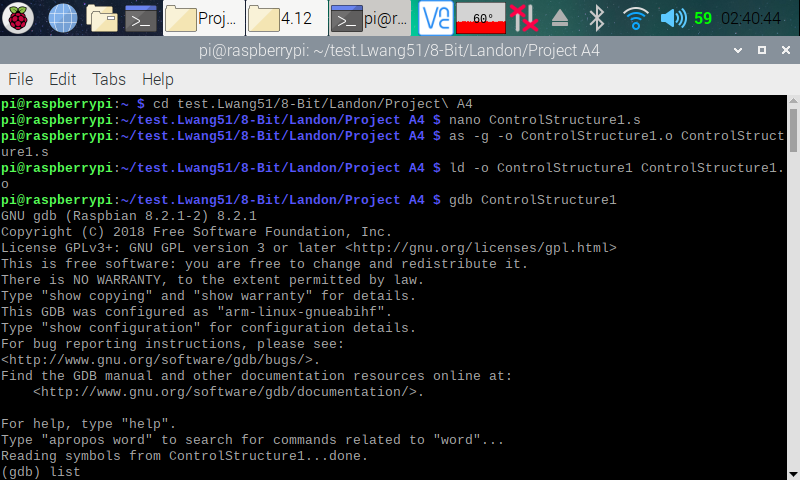 Proj...
4.12
pi@r...
60°
59
02:40:44
pi@raspberrypi: ~/test.Lwang51/8-Bit/Landon/Project A4
File Edit Tabs Help
pi@raspberrypi:~ $ cd test.Lwang51/8-Bit/Landon/Project\ A4
pi@raspberrypi:~/test.Lwang51/8-Bit/Landon/Project A4 $ nano ControlStructure1.s
pi@raspberrypi:~/test.Lwang51/8-Bit/Landon/Project A4 $ as -g -o ControlStructure1.o ControlStruct
ure1.s
pi@raspberrypi:~/test.Lwang51/8-Bit/Landon/Project A4 $ ld -o ControlStructure1 ControlStructure1.
o
pi@raspberrypi:~/test.Lwang51/8-Bit/Landon/Project A4 $ gdb ControlStructure1
GNU gdb (Raspbian 8.2.1-2) 8.2.1
Copyright (C) 2018 Free Software Foundation, Inc.
License GPLv3+: GNU GPL version 3 or later <http://gnu.org/licenses/gpl.html>
This is free software: you are free to change and redistribute it.
There is NO WARRANTY, to the extent permitted by law.
Type "show copying" and "show warranty" for details.
This GDB was configured as "arm-linux-gnueabihf".
Type "show configuration" for configuration details.
For bug reporting instructions, please see:
<http://www.gnu.org/software/gdb/bugs/>.
Find the GDB manual and other documentation resources online at:
    <http://www.gnu.org/software/gdb/documentation/>.
For help, type "help".
Type "apropos word" to search for commands related to "word"...
Reading symbols from ControlStructure1...done.
(gdb) list